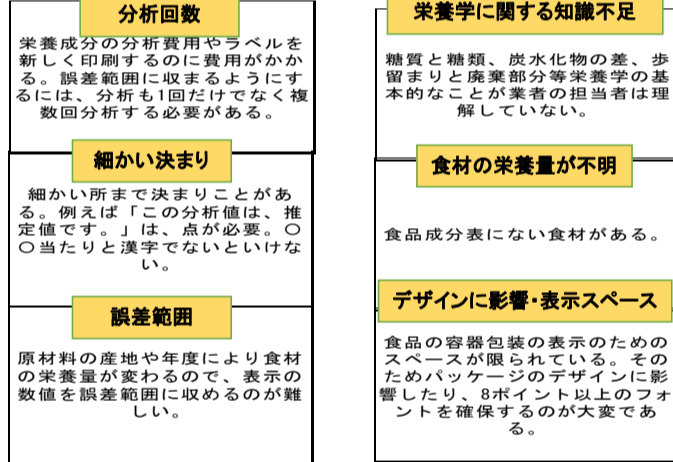 分析回数
栄養成分の分析費用やラベルを
新しく印刷するのに費用がかか
る。誤差範囲に収まるようにす
るには、分析も1回だけでなく複
数回分析する必要がある。
細かい決まり
細かい所まで決まりことがあ
る。例えば「この分析値は、推
定値です。」は、点が必要。〇
〇当たりと漢字でないといけな
い。
誤差範囲
原材料の産地や年度により食材
の栄養量が変わるので、表示の
数値を誤差範囲に収めるのが難
しい。
栄養学に関する知識不足
糖質と糖類、炭水化物の差、歩
留まりと廃棄部分等栄養学の基
本的なことが業者の担当者は理
解していない。
食材の栄養量が不明
食品成分表にない食材がある。
デザインに影響・表示スペース
食品の容器包装の表示のための
スペースが限られている。その
ためパッケージのデザインに影
響したり、8ポイント以上のフォ
ントを確保するのが大変であ
る。